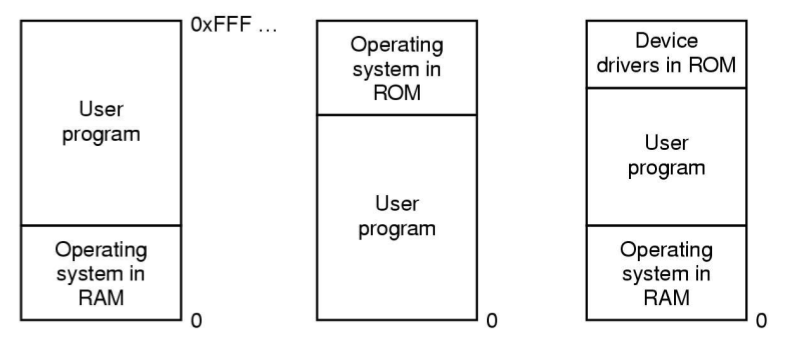 0xFFF ...
User
program
Operating
system in
RAM
0
Operating
system in
ROM
User
program
0
Device
drivers in ROM
User
program
Operating
system in
RAM
0